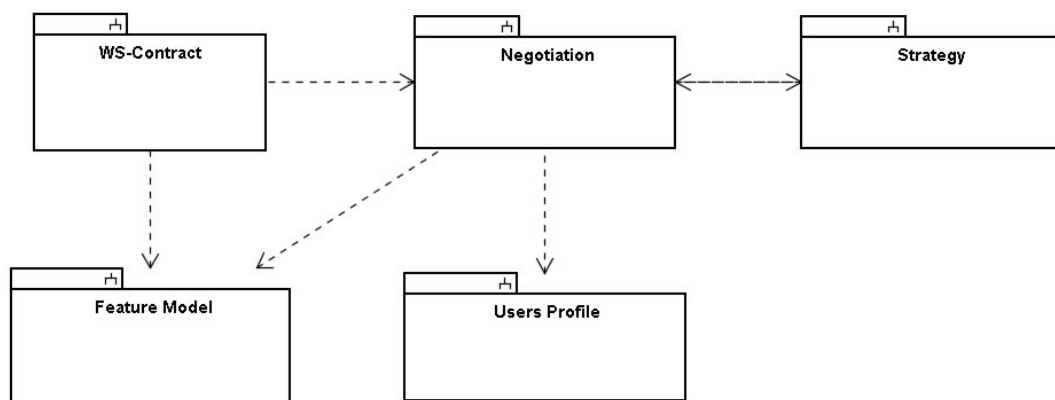 WS-Contract
Negotiation
Strategy
Feature Model
Users Profile